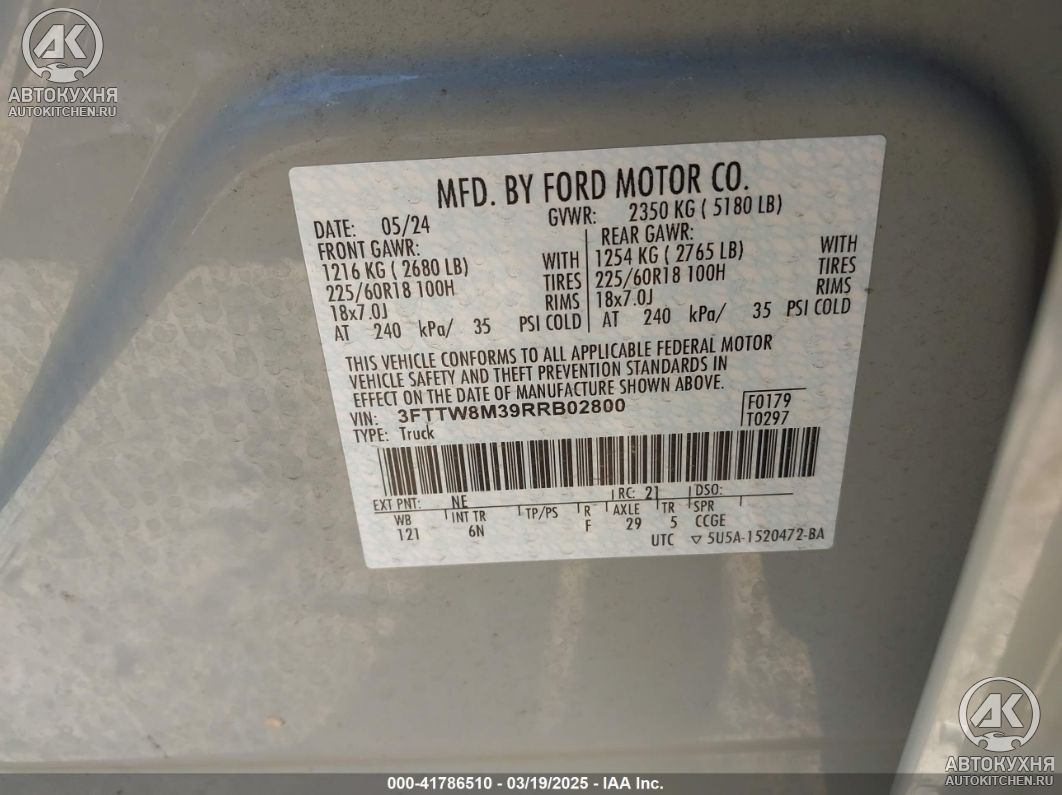 АК
АВТОКУХНЯ
AUTOKITCHEN.RU
MFD. BY FORD MOTOR CO.
DATE: 05/24 GVWR: 2350 KG ( 5180 LB)
FRONT GAWR: REAR GAWR:
1216 KG ( 2680 LB) WITH 1254 KG ( 2765 LB) WITH
225/60R18 100H TIRES 225/60R18 100H TIRES
18x7.0J RIMS 18x7.0J RIMS
AT 240 kPa/ 35 PSI COLD AT 240 kPa/ 35 PSI COLD
THIS VEHICLE CONFORMS TO ALL APPLICABLE FEDERAL MOTOR
VEHICLE SAFETY AND THEFT PREVENTION STANDARDS IN
EFFECT ON THE DATE OF MANUFACTURE SHOWN ABOVE.
VIN: 3FTTW8M39RRB02800 F0179
TYPE: Truck T0297
EXT PNT: NE RC: 21 DSO:
WB INT TR TP/PS R AXLE TR SPR
121 6N F 29 5 CCGE
UTC ▽ 5U5A-1520472-BA
АК
АВТОКУХНЯ
AUTOKITCHEN.RU
000-41786510 - 03/19/2025 - IAA Inc.